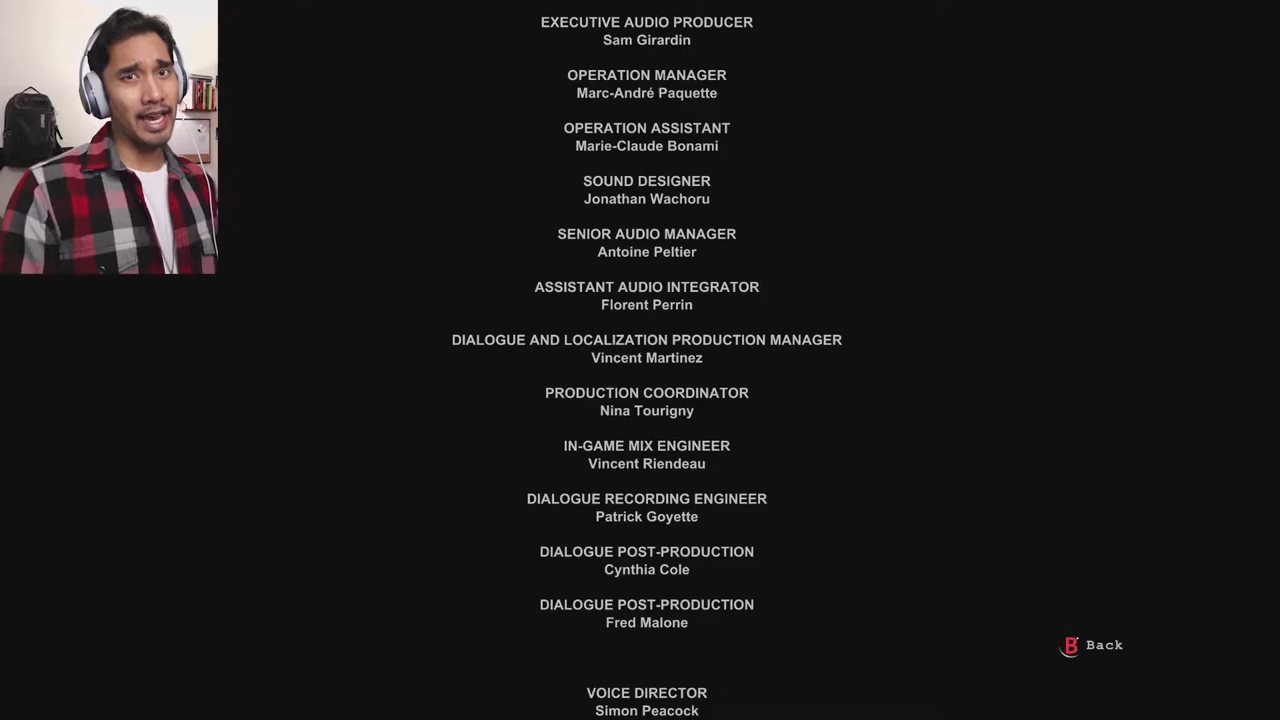 EXECUTIVE AUDIO PRODUCER
Sam Girardin
OPERATION MANAGER
Marc-André Paquette
OPERATION ASSISTANT
Marie-Claude Bonami
SOUND DESIGNER
Jonathan Wachoru
SENIOR AUDIO MANAGER
Antoine Peltier
ASSISTANT AUDIO INTEGRATOR
Florent Perrin
DIALOGUE AND LOCALIZATION PRODUCTION MANAGER
Vincent Martinez
PRODUCTION COORDINATOR
Nina Tourigny
IN-GAME MIX ENGINEER
Vincent Riendeau
DIALOGUE RECORDING ENGINEER
Patrick Goyette
DIALOGUE POST-PRODUCTION
Cynthia Cole
DIALOGUE POST-PRODUCTION
Fred Malone
B Back
VOICE DIRECTOR
Simon Peacock